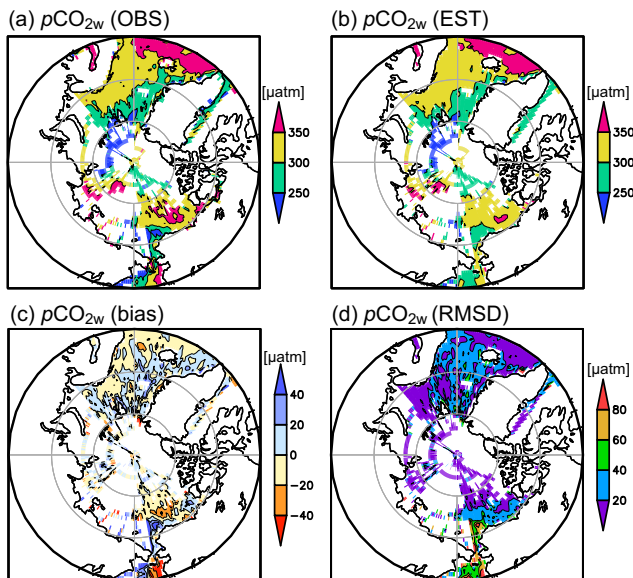 (a) pCO2w (OBS)
(b) pCO2w (EST)
[µatm]
350
300
250
[µatm]
350
300
250
(c) pCO2w (bias)
(d) pCO2w (RMSD)
[µatm]
40
20
0
−20
−40
[µatm]
80
60
40
20